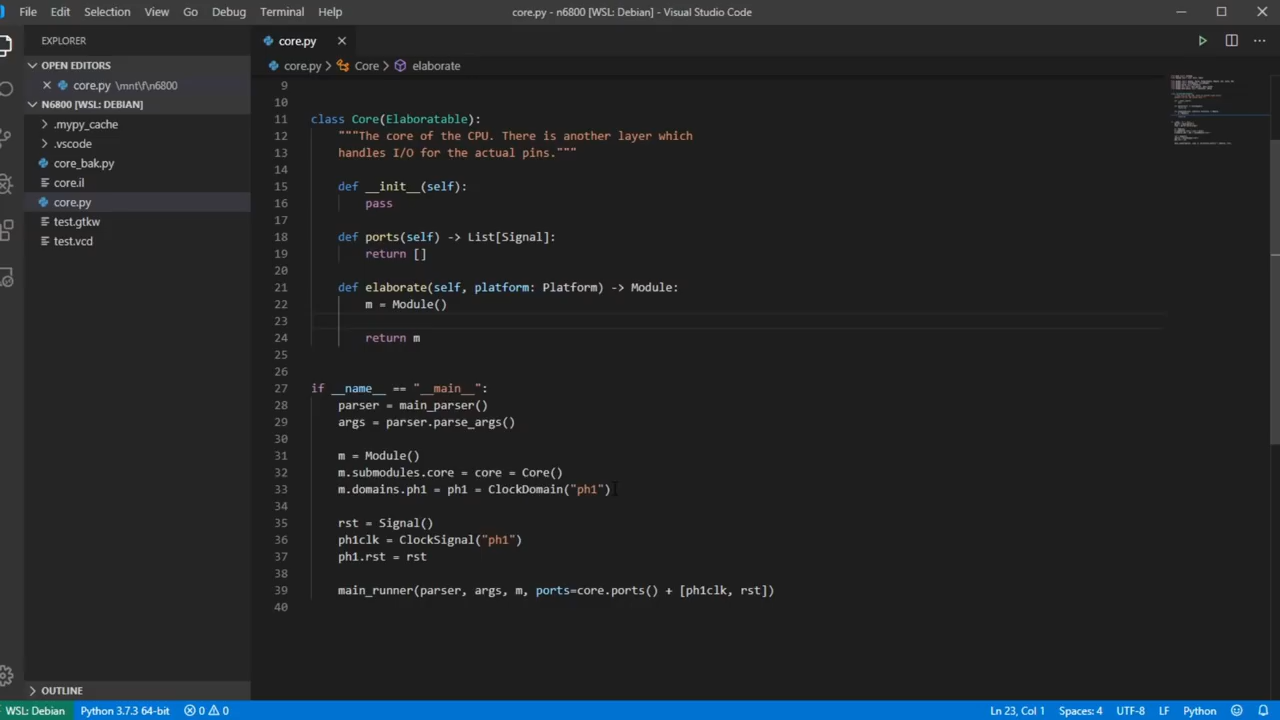 File Edit Selection View Go Debug Terminal Help core.py - n6800 [WSL: Debian] - Visual Studio Code
EXPLORER
OPEN EDITORS
core.py \mnt\f\n6800
N6800 [WSL: DEBIAN]
.mypy_cache
.vscode
core_bak.py
core.il
core.py
test.gtkw
test.vcd
OUTLINE
core.py
core.py > Core > elaborate
9
10
11 class Core(Elaboratable):
12 """The core of the CPU. There is another layer which
13 handles I/O for the actual pins."""
14
15 def __init__(self):
16 pass
17
18 def ports(self) -> List[Signal]:
19 return []
20
21 def elaborate(self, platform: Platform) -> Module:
22 m = Module()
23
24 return m
25
26
27 if __name__ == "__main__":
28 parser = main_parser()
29 args = parser.parse_args()
30
31 m = Module()
32 m.submodules.core = core = Core()
33 m.domains.ph1 = ph1 = ClockDomain("ph1")
34
35 rst = Signal()
36 ph1clk = ClockSignal("ph1")
37 ph1.rst = rst
38
39 main_runner(parser, args, m, ports=core.ports() + [ph1clk, rst])
40
WSL: Debian Python 3.7.3 64-bit 0 0 Ln 23, Col 1 Spaces: 4 UTF-8 LF Python